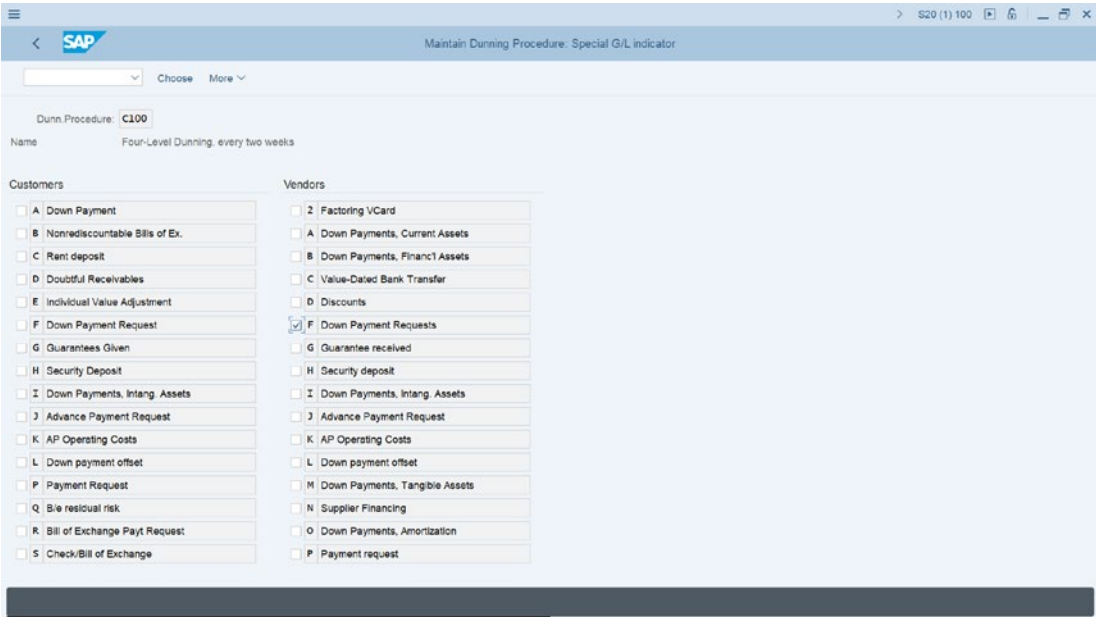 S20 (1) 100
SAP
Maintain Dunning Procedure: Special G/L indicator
Choose More
Dunn.Procedure: C100
Name Four-Level Dunning, every two weeks
Customers Vendors
A Down Payment 2 Factoring VCard
B Nonrediscountable Bills of Ex. A Down Payments, Current Assets
C Rent deposit B Down Payments, Financ'l Assets
D Doubtful Receivables C Value-Dated Bank Transfer
E Individual Value Adjustment D Discounts
F Down Payment Request F Down Payment Requests
G Guarantees Given G Guarantee received
H Security Deposit H Security deposit
I Down Payments, Intang. Assets I Down Payments, Intang. Assets
J Advance Payment Request J Advance Payment Request
K AP Operating Costs K AP Operating Costs
L Down payment offset L Down payment offset
P Payment Request M Down Payments, Tangible Assets
Q B/e residual risk N Supplier Financing
R Bill of Exchange Payt Request O Down Payments, Amortization
S Check/Bill of Exchange P Payment request